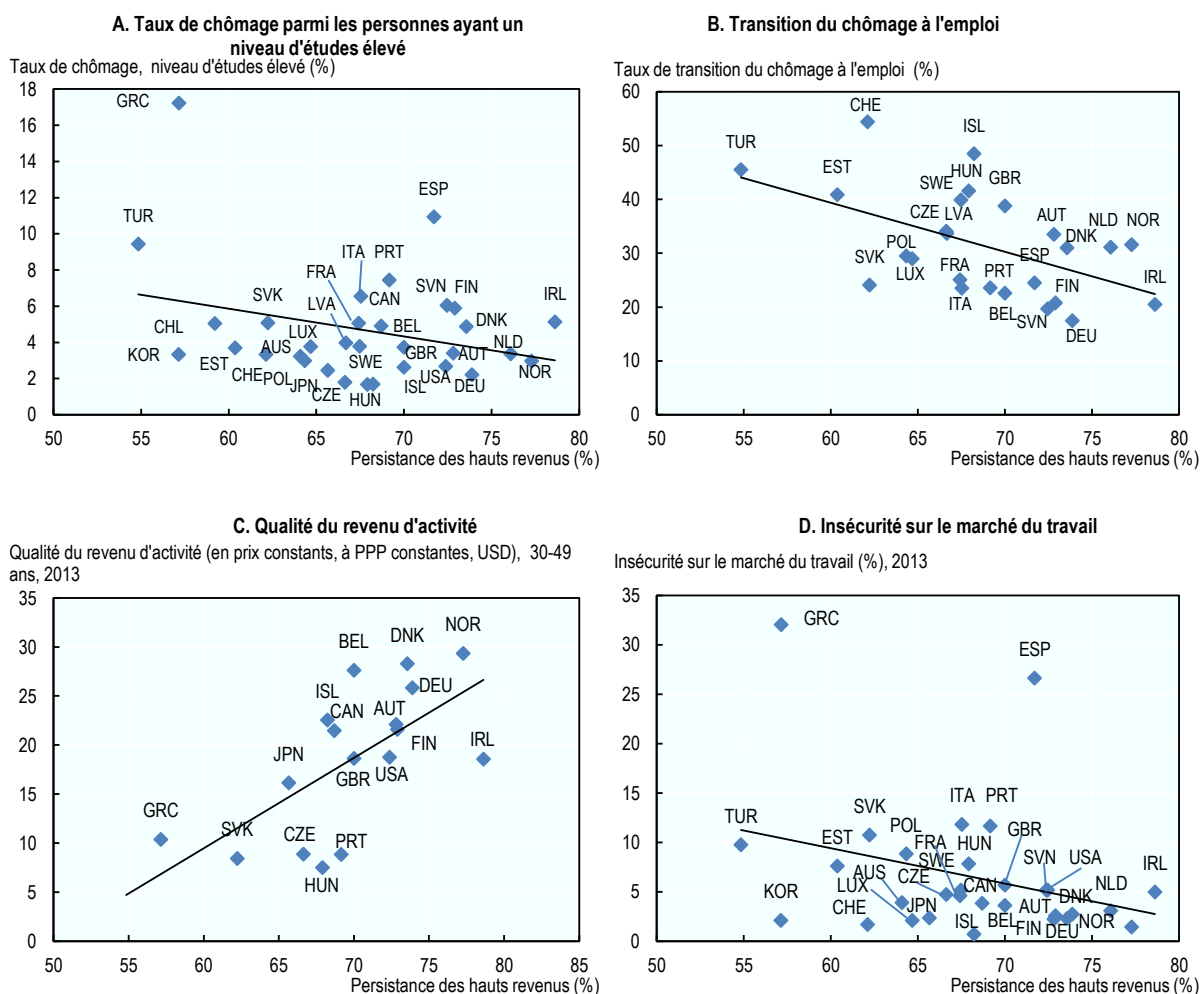 A. Taux de chômage parmi les personnes ayant un
niveau d'études élevé
Taux de chômage, niveau d'études élevé (%)
18
16
14
12
10
8
6
4
2
0
50 55 60 65 70 75 80
Persistance des hauts revenus (%)
GRC
TUR
ESP
ITA PRT
FRA
SVK
LVA
CAN
SVN FIN
IRL
CHL
LUX
BEL
DNK
KOR
EST
AUS
SWE
GBR
AUT
NLD
CHE
POL
JPN
CZE
HUN
ISL
USA
DEU
NOR
B. Transition du chômage à l'emploi
Taux de transition du chômage à l'emploi (%)
60
50
40
30
20
10
0
50 55 60 65 70 75 80
Persistance des hauts revenus (%)
CHE
ISL
TUR
EST
SWE
HUN
GBR
CZE LVA
AUT
NLD NOR
DNK
SVK
POL
LUX
FRA
ESP
IRL
ITA
PRT
BEL
FIN
SVN
DEU
C. Qualité du revenu d'activité
Qualité du revenu d'activité (en prix constants, à PPP constantes, USD), 30-49
ans, 2013
35
30
25
20
15
10
5
0
50 55 60 65 70 75 80 85
Persistance des hauts revenus (%)
NOR
DNK
BEL
DEU
ISL
CAN
AUT
FIN
IRL
JPN
GBR
USA
GRC
SVK
CZE
PRT
HUN
D. Insécurité sur le marché du travail
Insécurité sur le marché du travail (%), 2013
35
30
25
20
15
10
5
0
50 55 60 65 70 75 80
Persistance des hauts revenus (%)
GRC
ESP
ITA PRT
SVK
TUR
POL
GBR
EST
FRA
HUN
SWE
SVN
USA
IRL
AUS
CZE
CAN
DNK
NLD
KOR
LUX
JPN
AUT
CHE
ISL
BEL
FIN
DEU
NOR